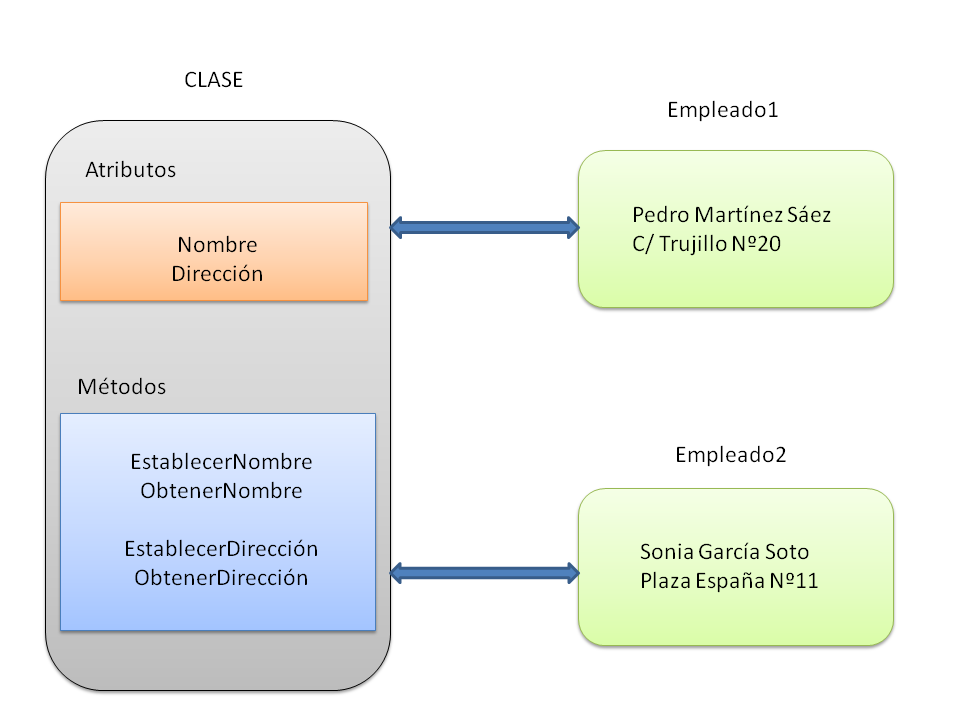 CLASE
Atributos
Nombre
Dirección
Métodos
EstablecerNombre
ObtenerNombre
EstablecerDirección
ObtenerDirección
Empleado1
Pedro Martínez Sáez
C/ Trujillo Nº20
Empleado2
Sonia García Soto
Plaza España Nº11